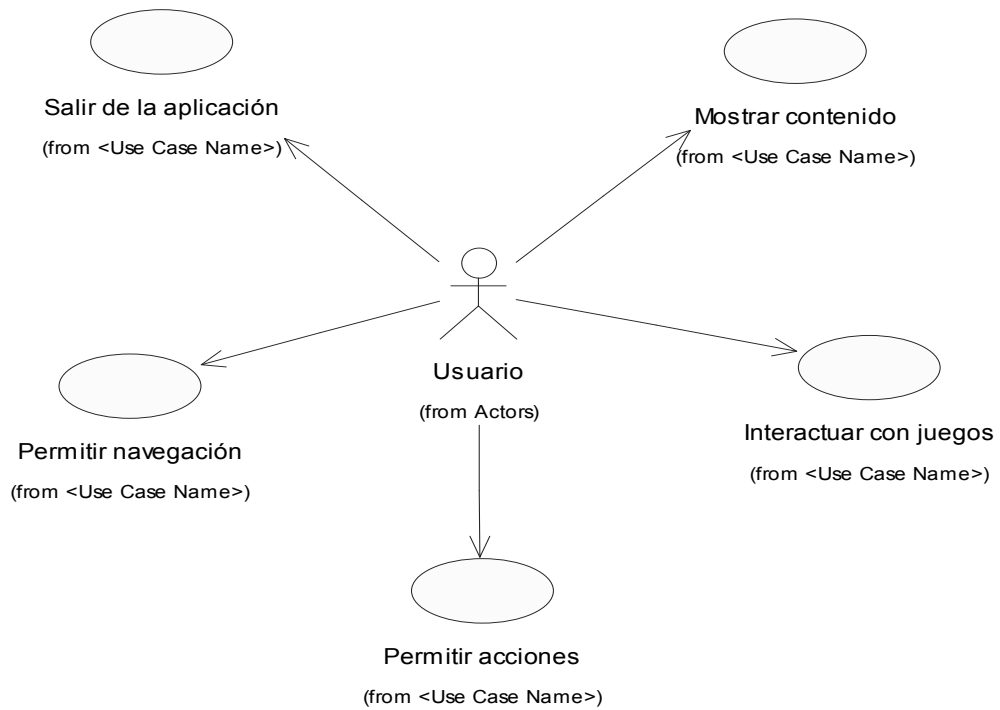 Salir de la aplicación
(from <Use Case Name>)
Mostrar contenido
(from <Use Case Name>)
Usuario
(from Actors)
Permitir navegación
(from <Use Case Name>)
Interactuar con juegos
(from <Use Case Name>)
Permitir acciones
(from <Use Case Name>)